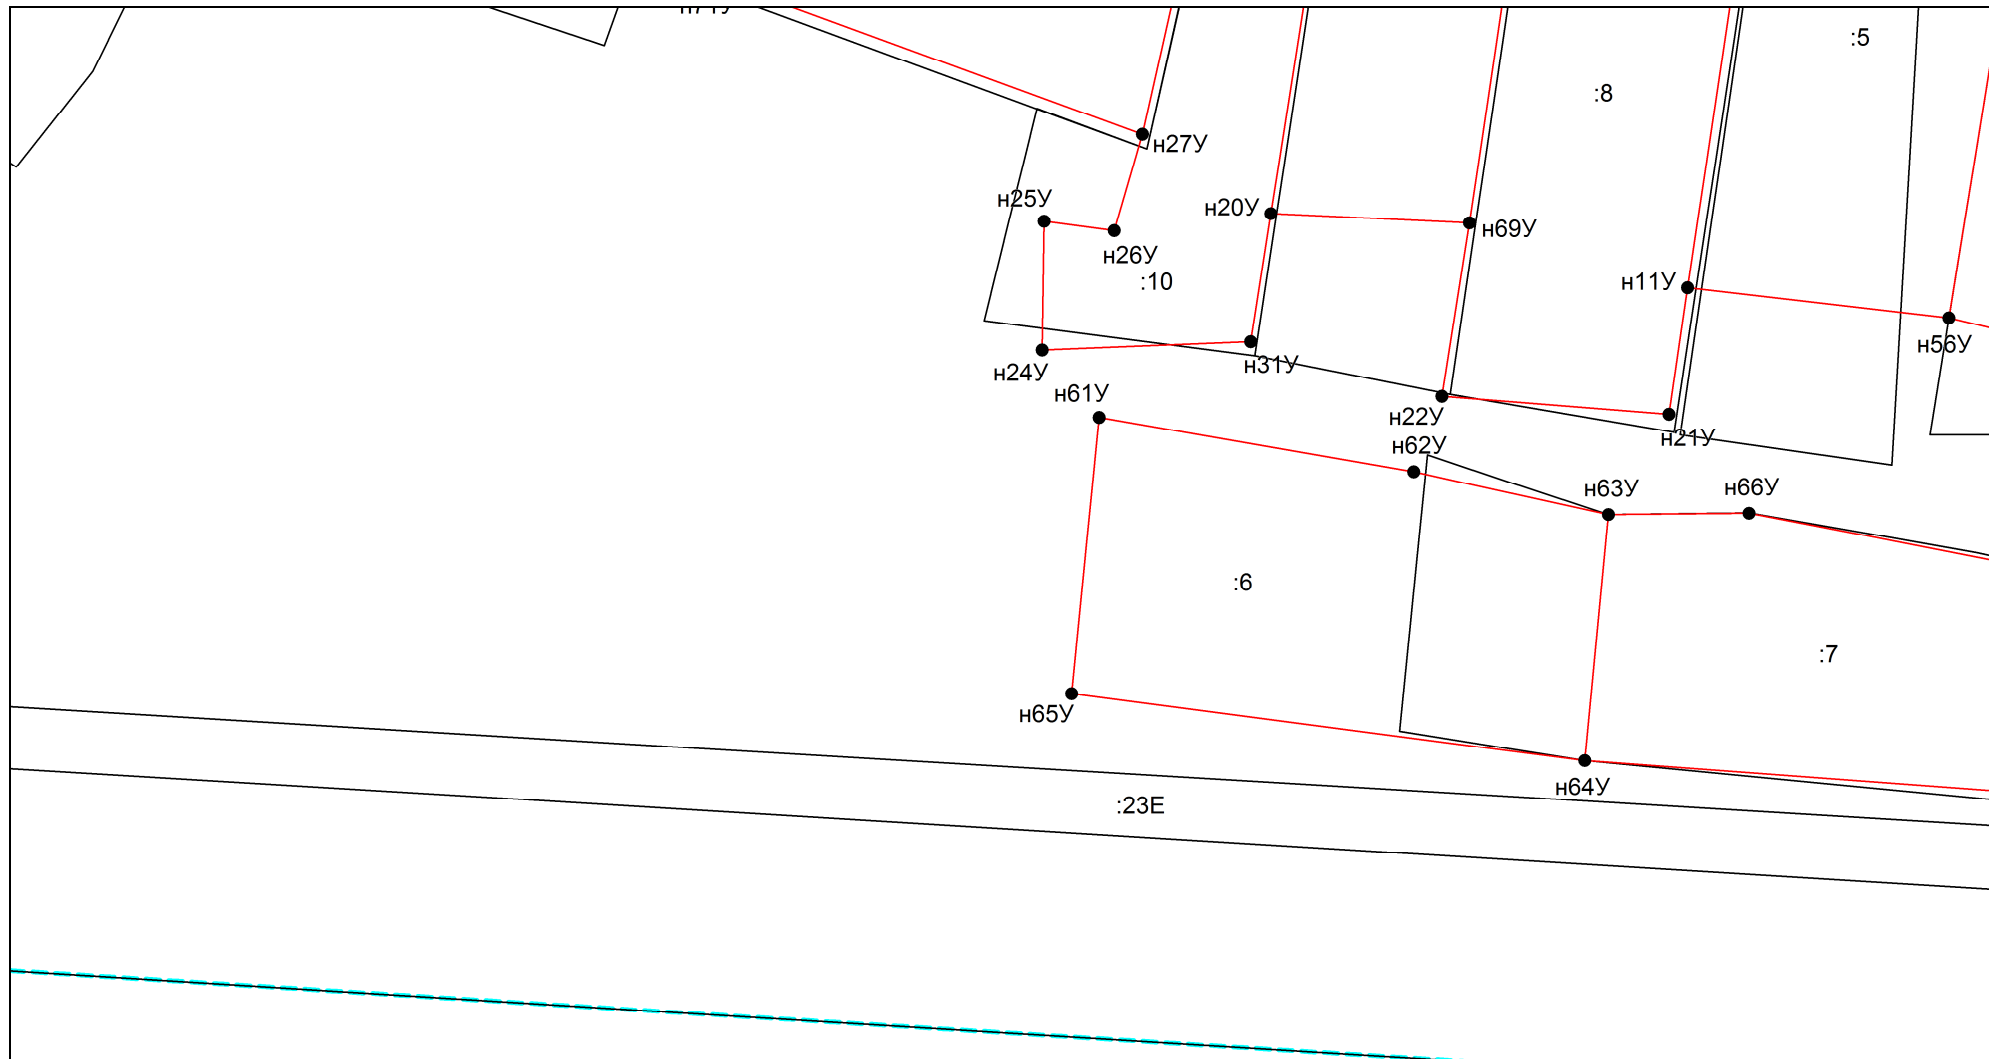 :5
:8
н27У
н25У
н20У
н69У
н26У
:10
н11У
н56У
н31У
н24У
н61У
н22У
н21У
н62У
н63У
н66У
:6
:7
н65У
н64У
:23Е